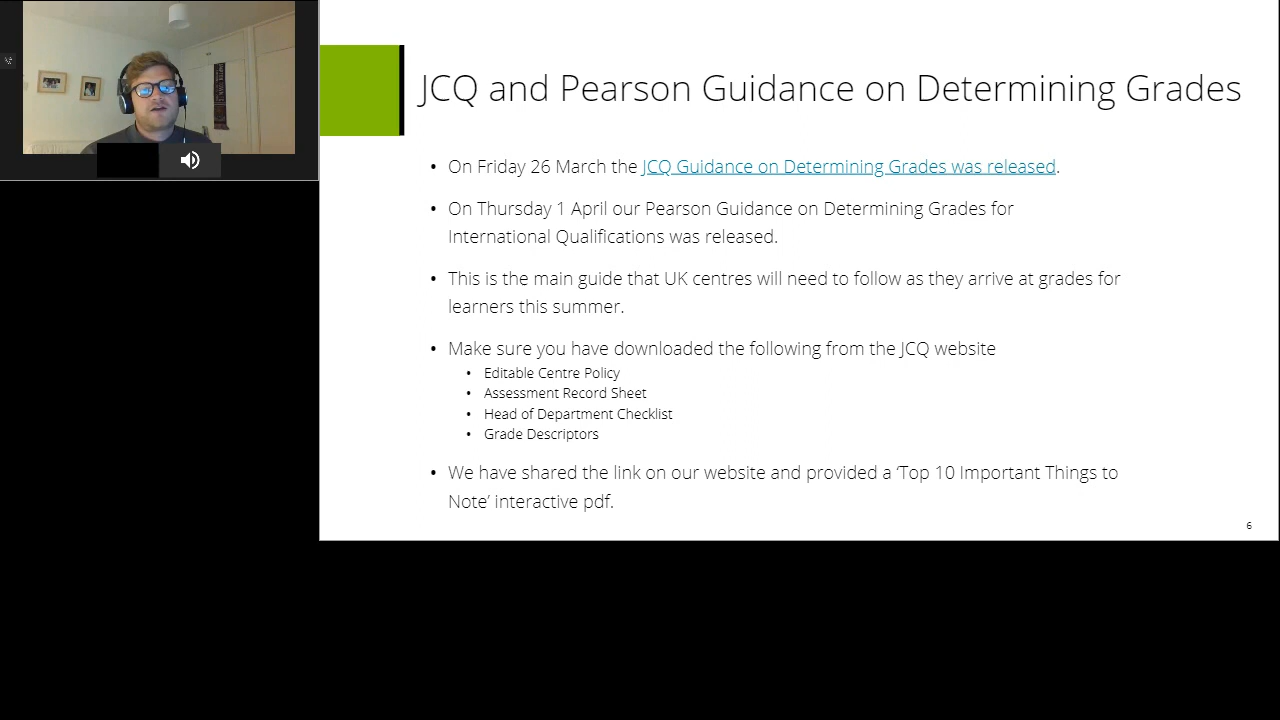 JCQ and Pearson Guidance on Determining Grades
• On Friday 26 March the JCQ Guidance on Determining Grades was released.
• On Thursday 1 April our Pearson Guidance on Determining Grades for
International Qualifications was released.
• This is the main guide that UK centres will need to follow as they arrive at grades for
learners this summer.
• Make sure you have downloaded the following from the JCQ website
• Editable Centre Policy
• Assessment Record Sheet
• Head of Department Checklist
• Grade Descriptors
• We have shared the link on our website and provided a ‘Top 10 Important Things to
Note’ interactive pdf.
6